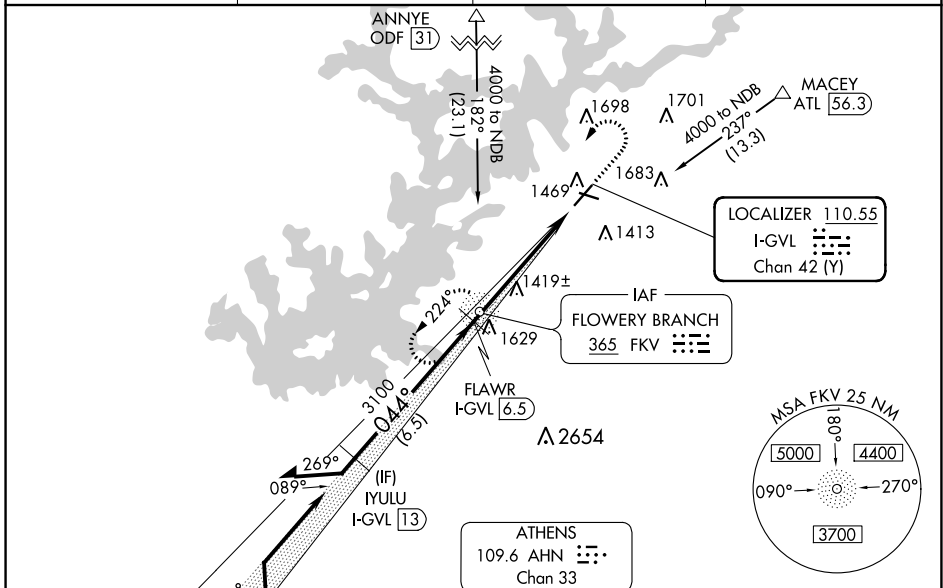 ANNYE
ODF 31
4000 to NDB
182°
(23.1)
1698
1701
MACEY
ATL 56.3
4000 to NDB
237°
(13.3)
1469
1683
1413
LOCALIZER 110.55
I-GVL
Chan 42 (Y)
1419±
IAF
FLOWERY BRANCH
365 FKV
224°
1629
FLAWR
I-GVL 6.5
3100
044°
(6.5)
2654
269°
089°
(IF)
IYULU
I-GVL 13
MSA FKV 25 NM
180°
5000
4400
090°
270°
3700
ATHENS
109.6 AHN
Chan 33